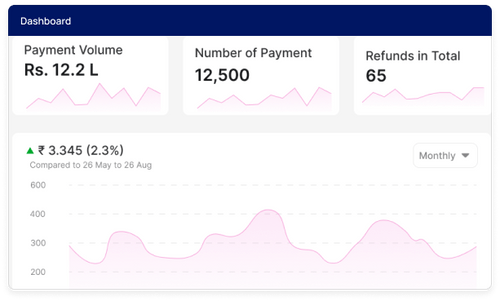 Dashboard
Payment Volume
Rs. 12.2 L
Number of Payment
12,500
Refunds in Total
65
₹ 3.345 (2.3%)
Compared to 26 May to 26 Aug
Monthly
600
400
300
200